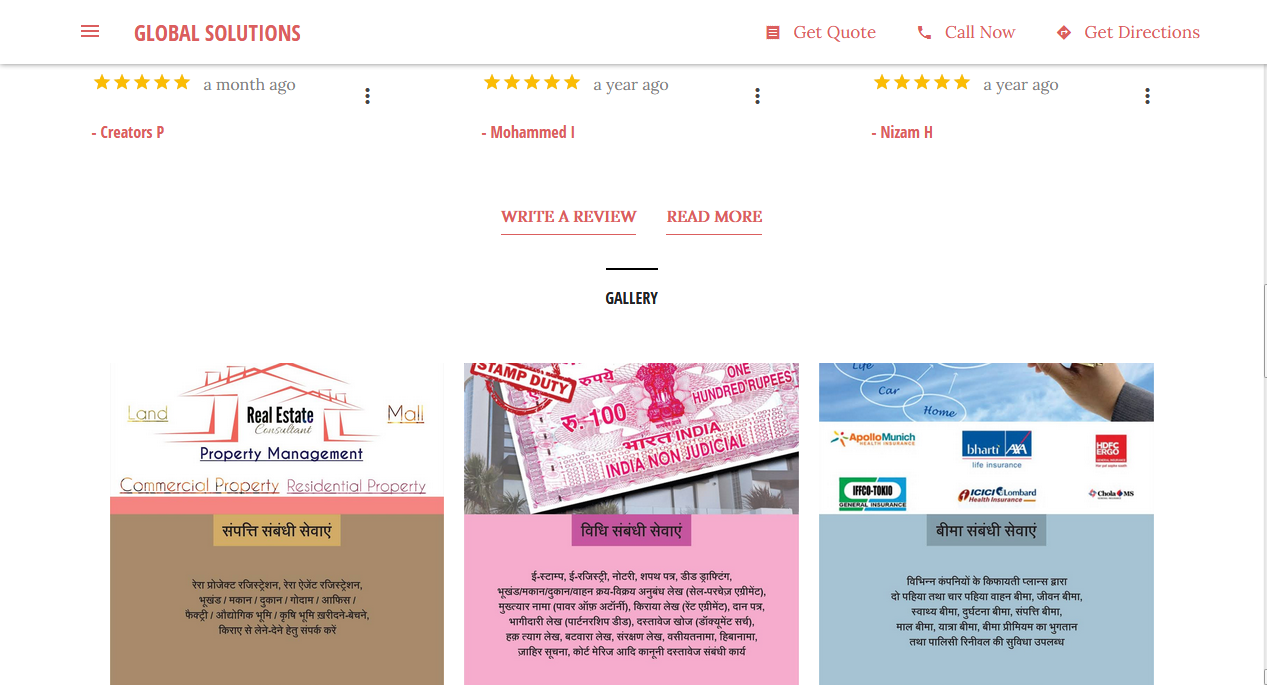 GLOBAL SOLUTIONS
Get Quote
Call Now
Get Directions
a month ago
a year ago
a year ago
- Creators P
- Mohammed I
- Nizam H
WRITE A REVIEW
READ MORE
GALLERY
Land
Real Estate
Consultant
Mall
Property Management
Commercial Property
Residential Property
संपत्ति संबंधी सेवाएं
रेरा प्रोजेक्ट रजिस्ट्रेशन, रेरा ऐजेंट रजिस्ट्रेशन,
भूखंड / मकान / दुकान / गोदाम / आफिस /
फैक्ट्री / औद्योगिक भूमि / कृषि भूमि ख़रीदने-बेचने,
किराए से लेने-देने हेतु संपर्क करें
STAMP DUTY
रुपये
ONE
HUNDRED RUPEES
रु. 100
भारत INDIA
INDIA NON JUDICIAL
विधि संबंधी सेवाएं
ई-स्टाम्प, ई-रजिस्ट्री, नोटरी, शपथ पत्र, डीड ड्राफ्टिंग,
भूखंड/मकान/दुकान/वाहन क्रय-विक्रय अनुबंध लेख (सेल-परचेज़ एग्रीमेंट),
मुख्त्यार नामा (पावर ऑफ़ अटॉर्नी), किराया लेख (रेंट एग्रीमेंट), दान पत्र,
भागीदारी लेख (पार्टनरशिप डीड), दस्तावेज खोज (डॉक्यूमेंट सर्च),
हक़ त्याग लेख, बटवारा लेख, संरक्षण लेख, वसीयतनामा, हिबानामा,
ज़ाहिर सूचना, कोर्ट मेरिज आदि कानूनी दस्तावेज संबंधी कार्य
Life
Car
Home
ApolloMunich
HEALTH INSURANCE
bharti AXA
life insurance
HDFC
ERGO
IFFCO-TOKIO
GENERAL INSURANCE
ICICI Lombard
Health Insurance
Chola MS
बीमा संबंधी सेवाएं
विभिन्न कंपनियों के किफायती प्लान्स द्वारा
दो पहिया तथा चार पहिया वाहन बीमा, जीवन बीमा,
स्वाथ्य बीमा, दुर्घटना बीमा, संपत्ति बीमा,
माल बीमा, यात्रा बीमा, बीमा प्रीमियम का भुगतान
तथा पालिसी रिनीवल की सुविधा उपलब्ध